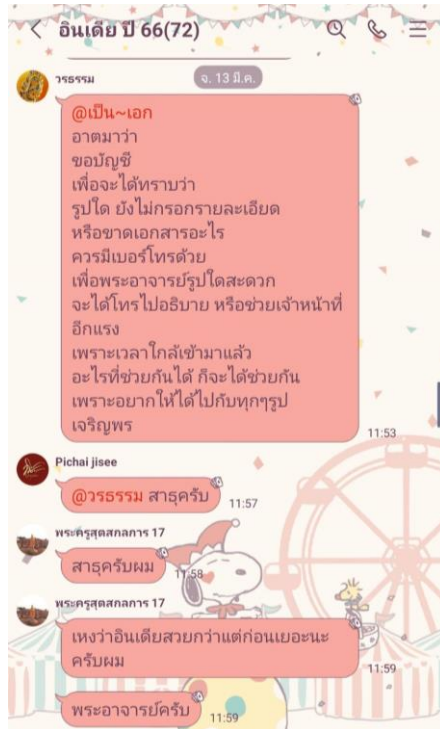 อินเดีย ปี 66(72)
จ. 13 มี.ค.
วรธรรม
@เป็น~เอก
อาตมาว่า
ขอบัญชี
เพื่อจะได้ทราบว่า
รูปใด ยังไม่กรอกรายละเอียด
หรือขาดเอกสารอะไร
ควรมีเบอร์โทรด้วย
เพื่อพระอาจารย์รูปใดสะดวก
จะได้โทรไปอธิบาย หรือช่วยเจ้าหน้าที่
อีกแรง
เพราะเวลาใกล้เข้ามาแล้ว
อะไรที่ช่วยกันได้ ก็จะได้ช่วยกัน
เพราะอยากให้ได้ไปกับทุกๆรูป
เจริญพร
11:53
Pichai jisee
@วรธรรม สาธุครับ
11:57
พระครูสุตสกลการ 17
สาธุครับผม
11:58
พระครูสุตสกลการ 17
เหงว่าอินเดียสวยกว่าแต่ก่อนเยอะนะ
ครับผม
11:59
พระอาจารย์ครับ
11:59